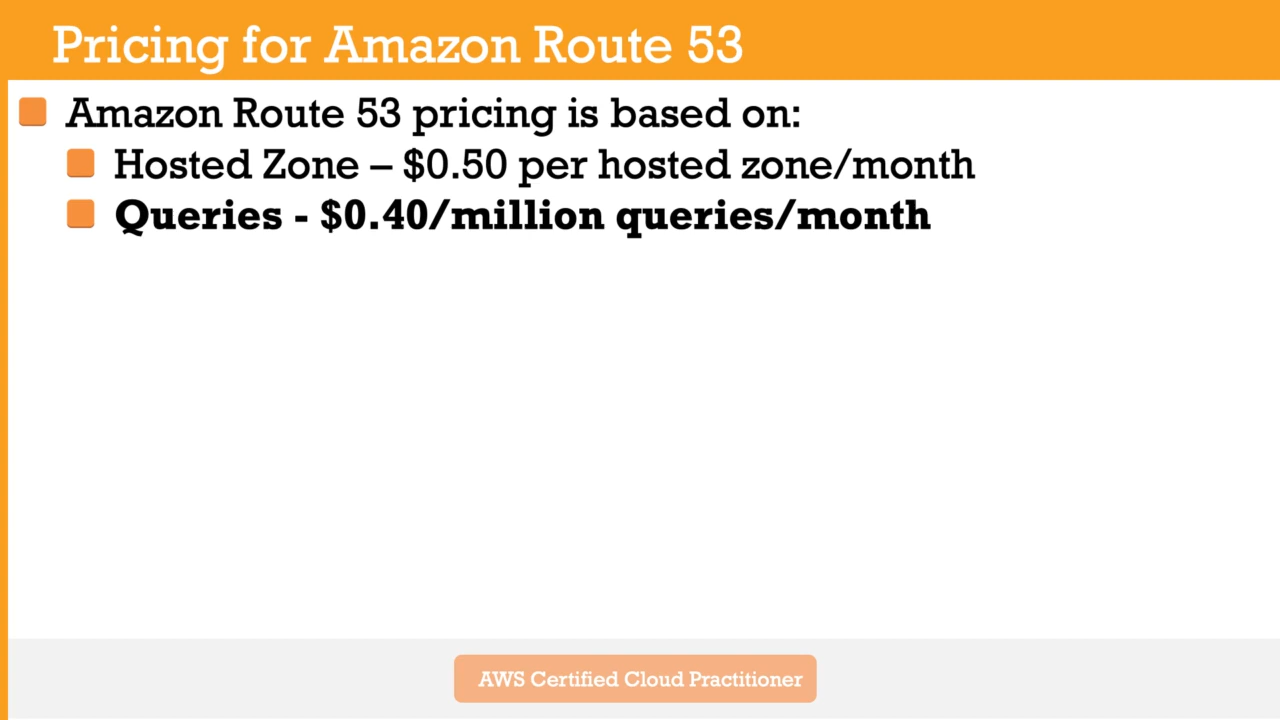 Pricing for Amazon Route 53
Amazon Route 53 pricing is based on:
Hosted Zone – $0.50 per hosted zone/month
Queries - $0.40/million queries/month
AWS Certified Cloud Practitioner